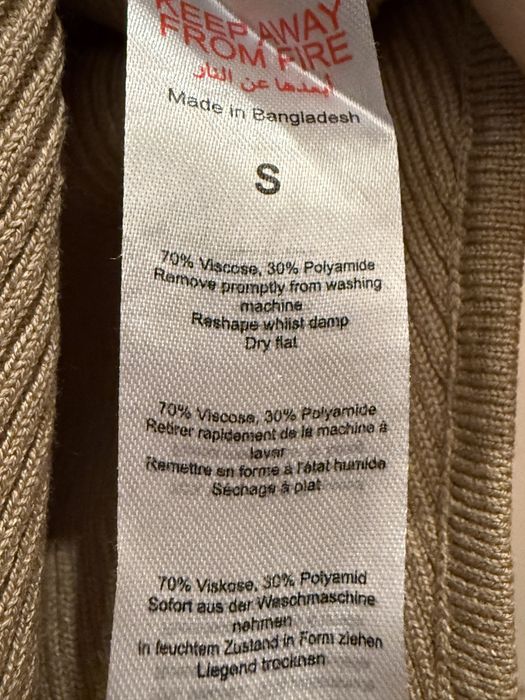 KEEP AWAY
FROM FIRE
أبعدها عن النار
Made in Bangladesh
S
70% Viscose, 30% Polyamide
Remove promptly from washing
machine
Reshape whilst damp
Dry flat
70% Viscose, 30% Polyamide
Retirer rapidement de la machine à
laver
Remettre en forme à l'état humide
Séchage à plat
70% Viskose, 30% Polyamid
Sofort aus der Waschmaschine
nehmen
In feuchtem Zustand in Form ziehen
Liegend trocknen